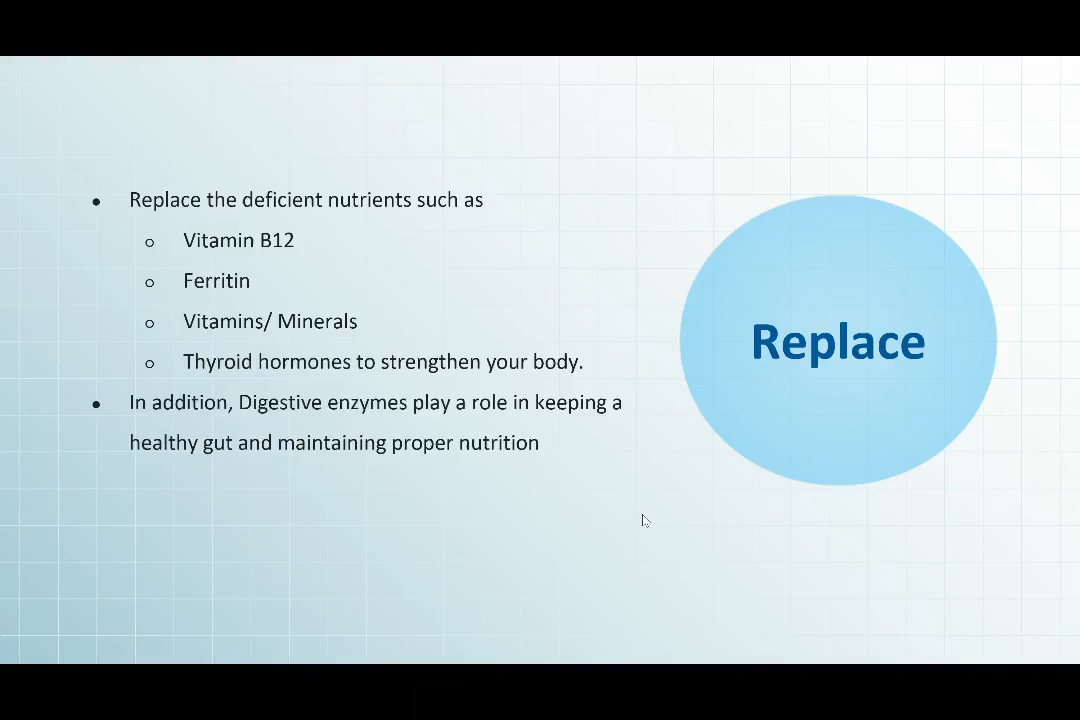 ● Replace the deficient nutrients such as
○ Vitamin B12
○ Ferritin
○ Vitamins/ Minerals
○ Thyroid hormones to strengthen your body.
● In addition, Digestive enzymes play a role in keeping a
healthy gut and maintaining proper nutrition
Replace